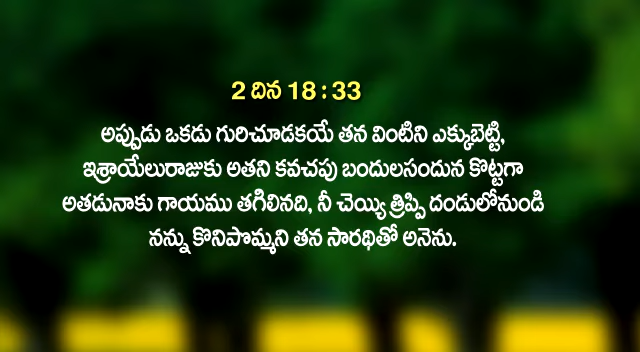 2 దిన 18 : 33
అప్పుడు ఒకడు గురిచూడకయే తన వింటిని ఎక్కుబెట్టి,
ఇశ్రాయేలురాజుకు అతని కవచపు బందులసందున కొట్టగా
అతడునాకు గాయము తగిలినది, నీ చెయ్యి త్రిప్పి దండులోనుండి
నన్ను కొనిపొమ్మని తన సారథితో అనెను.